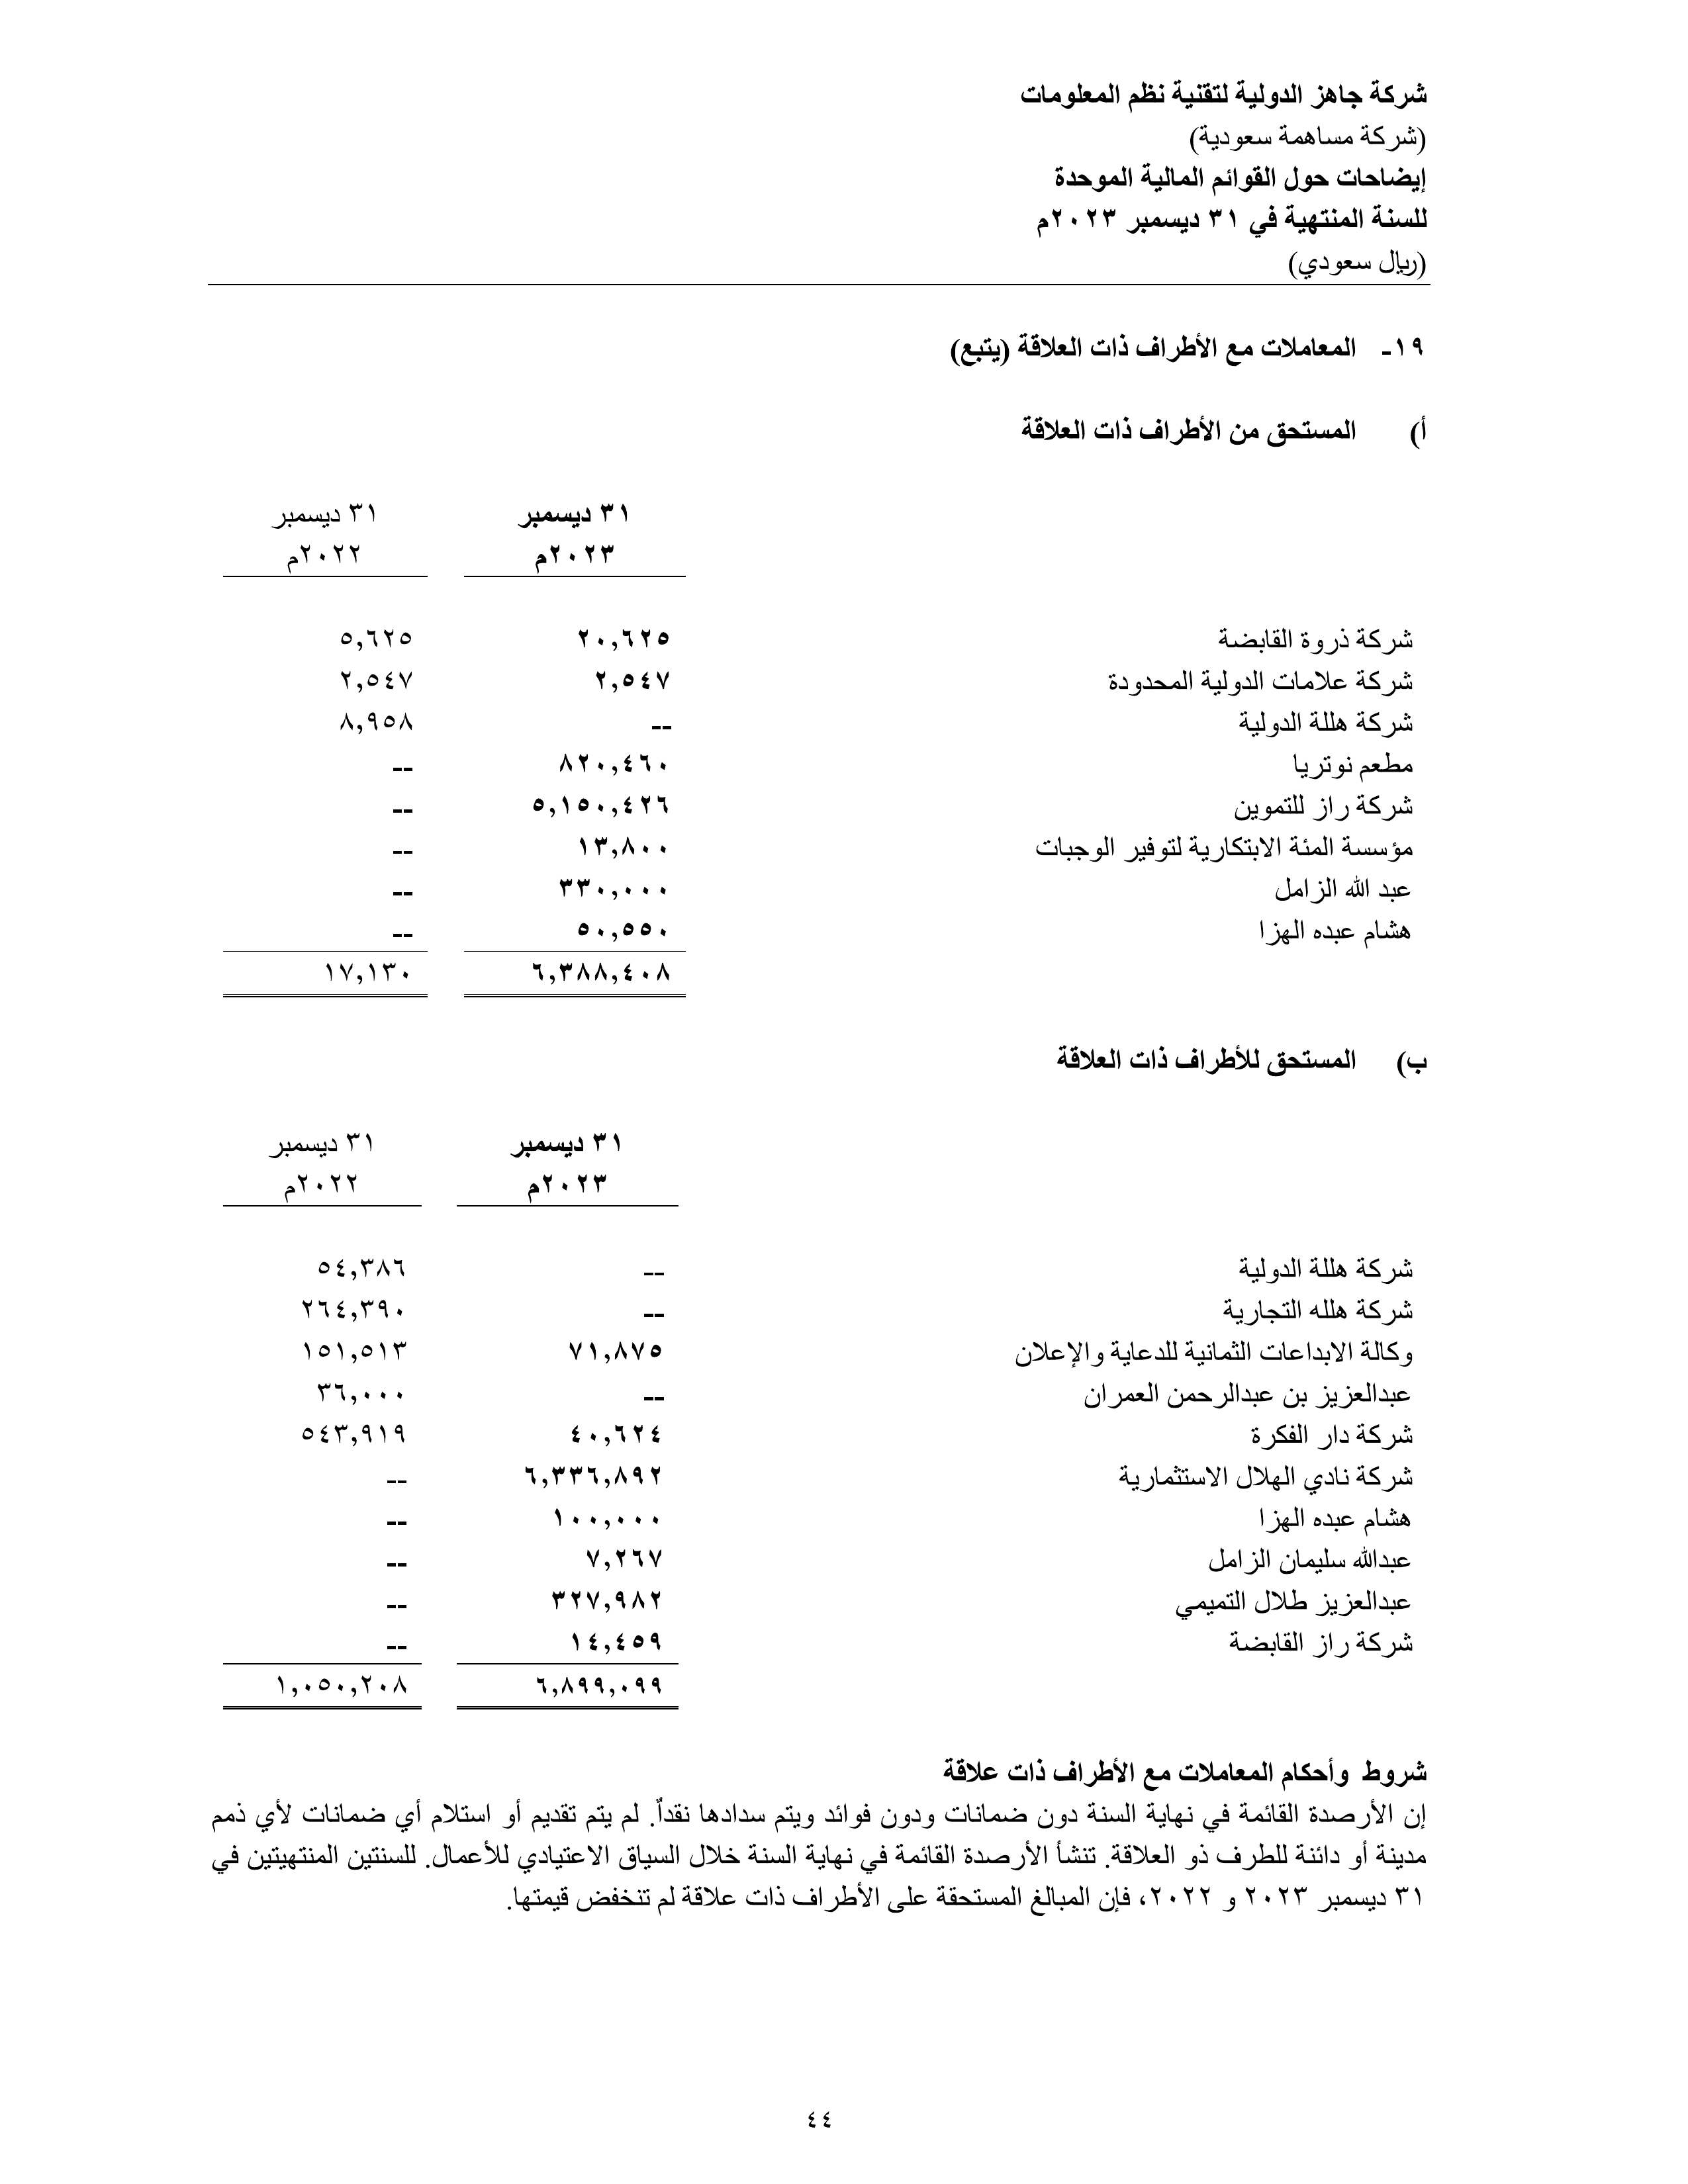 شركة جاهز الدولية لتقنية نظم المعلومات
(شركة مساهمة سعودية)
إيضاحات حول القوائم المالية الموحدة
للسنة المنتهية في ٣١ ديسمبر ٢٠٢٣م
(ريال سعودي)
١٩- المعاملات مع الأطراف ذات العلاقة (يتبع)
أ) المستحق من الأطراف ذات العلاقة
٣١ ديسمبر ٣١ ديسمبر
٢٠٢٣م ٢٠٢٢م
شركة ذروة القابضة ٢٠,٦٢٥ ٥,٦٢٥
شركة علامات الدولية المحدودة ٢,٥٤٧ ٢,٥٤٧
شركة هللة الدولية -- ٨,٩٥٨
مطعم نوتريا ٨٢٠,٤٦٠ --
شركة راز للتموين ٥,١٥٠,٤٢٦ --
مؤسسة المئة الابتكارية لتوفير الوجبات ١٣,٨٠٠ --
عبد الله الزامل ٣٣٠,٠٠٠ --
هشام عبده الهزا ٥٠,٥٥٠ --
٦,٣٨٨,٤٠٨ ١٧,١٣٠
ب) المستحق للأطراف ذات العلاقة
٣١ ديسمبر ٣١ ديسمبر
٢٠٢٣م ٢٠٢٢م
شركة هللة الدولية -- ٥٤,٣٨٦
شركة هلله التجارية -- ٢٦٤,٣٩٠
وكالة الابداعات الثمانية للدعاية والإعلان ٧١,٨٧٥ ١٥١,٥١٣
عبدالعزيز بن عبدالرحمن العمران -- ٣٦,٠٠٠
شركة دار الفكرة ٤٠,٦٢٤ ٥٤٣,٩١٩
شركة نادي الهلال الاستثمارية ٦,٣٣٦,٨٩٢ --
هشام عبده الهزا ١٠٠,٠٠٠ --
عبدالله سليمان الزامل ٧,٢٦٧ --
عبدالعزيز طلال التميمي ٣٢٧,٩٨٢ --
شركة راز القابضة ١٤,٤٥٩ --
٦,٨٩٩,٠٩٩ ١,٠٥٠,٢٠٨
شروط وأحكام المعاملات مع الأطراف ذات علاقة
إن الأرصدة القائمة في نهاية السنة دون ضمانات ودون فوائد ويتم سدادها نقداٌ. لم يتم تقديم أو استلام أي ضمانات لأي ذمم
مدينة أو دائنة للطرف ذو العلاقة. تنشأ الأرصدة القائمة في نهاية السنة خلال السياق الاعتيادي للأعمال. للسنتين المنتهيتين في
٣١ ديسمبر ٢٠٢٣ و ٢٠٢٢، فإن المبالغ المستحقة على الأطراف ذات علاقة لم تنخفض قيمتها.
٤٤